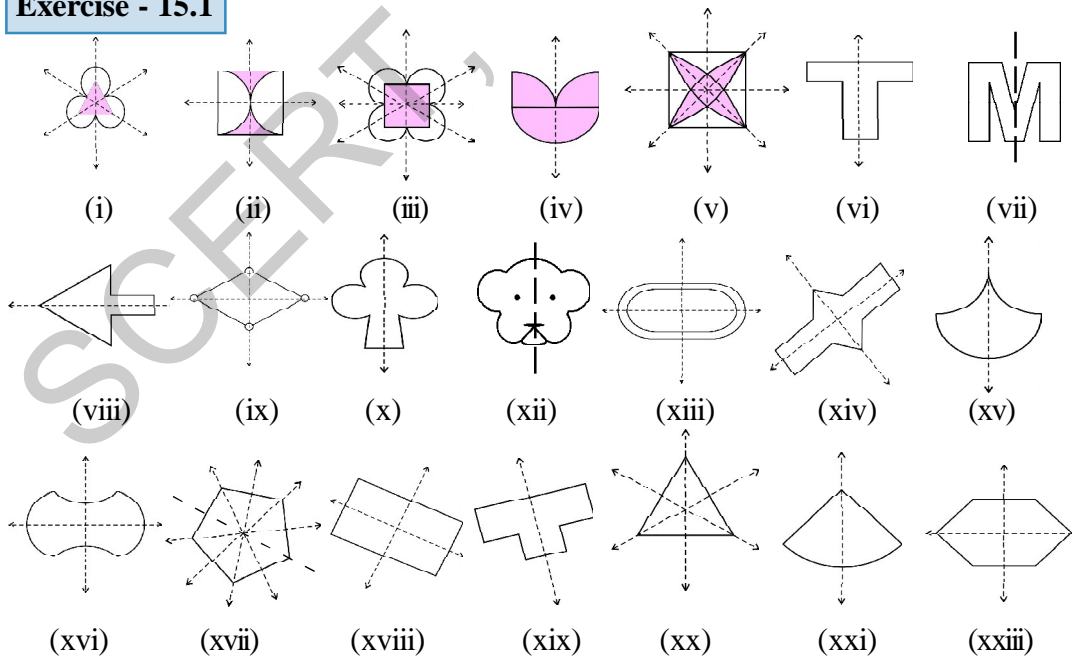 Exercise - 15.1
SCERT,
(i) (ii) (iii) (iv) (v) (vi) (vii)
(viii) (ix) (x) (xii) (xiii) (xiv) (xv)
(xvi) (xvii) (xviii) (xix) (xx) (xxi) (xxiii)